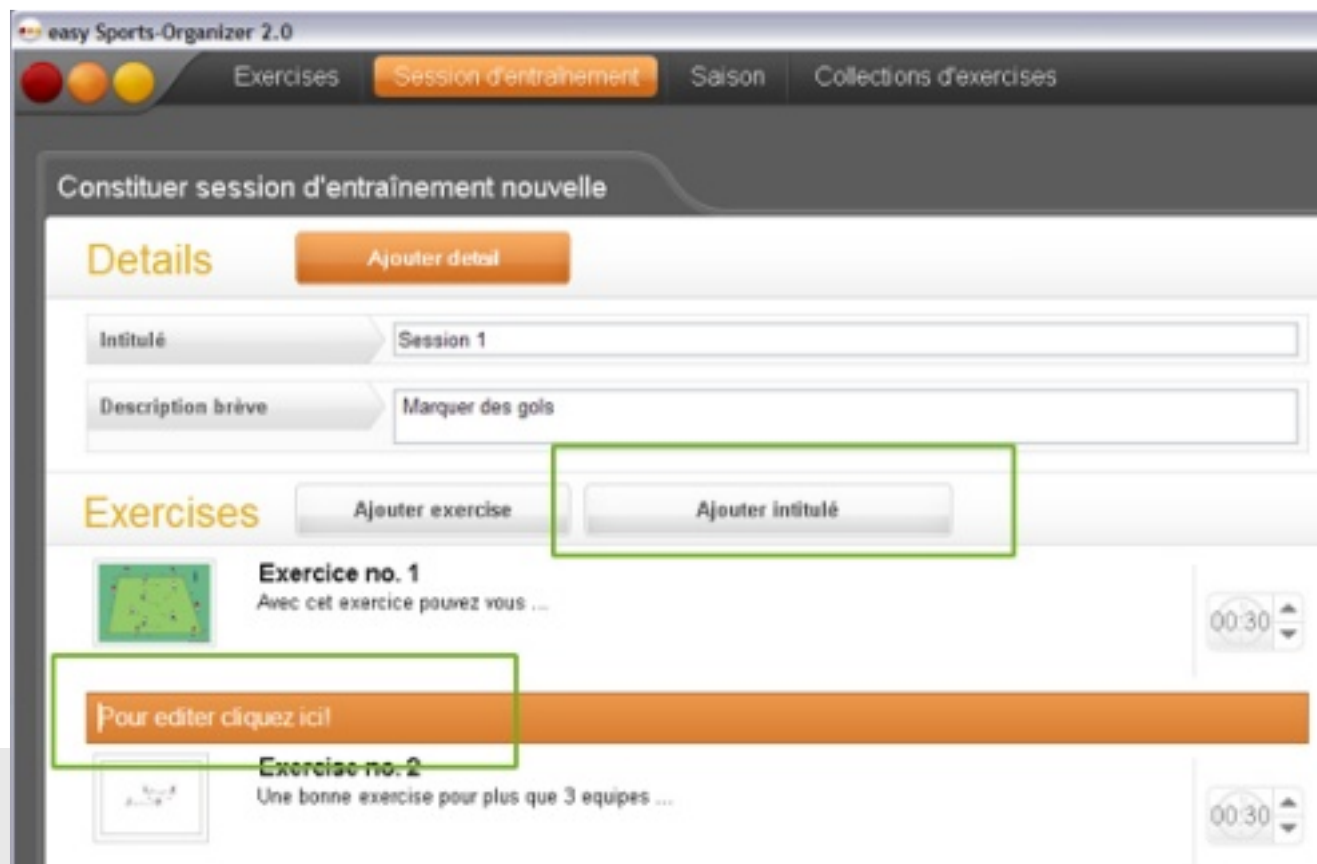 easy Sports-Organizer 2.0
Exercises Session d'entraînement Saison Collections d'exercises
Constituer session d'entraînement nouvelle
Details Ajouter detail
Intitulé Session 1
Description brève Marquer des gols
Exercises Ajouter exercise Ajouter intitulé
Exercice no. 1
Avec cet exercice pouvez vous ...
00:30
Pour editer cliquez ici!
Exercise no. 2
Une bonne exercise pour plus que 3 equipes ...
00:30